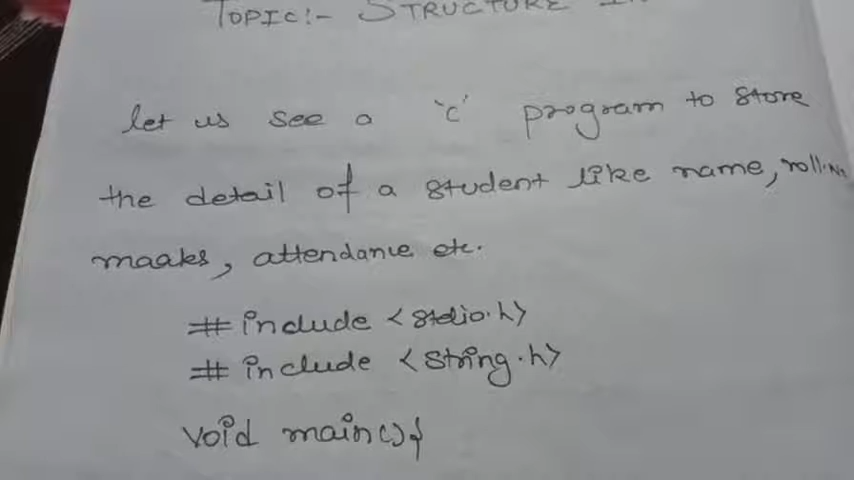 TOPIC:- STRUCTURE
let us see a 'c' program to store
the detail of a student like name,
maaks, attendance etc.
# include <stdio.h>
# include <string.h>
void main(){